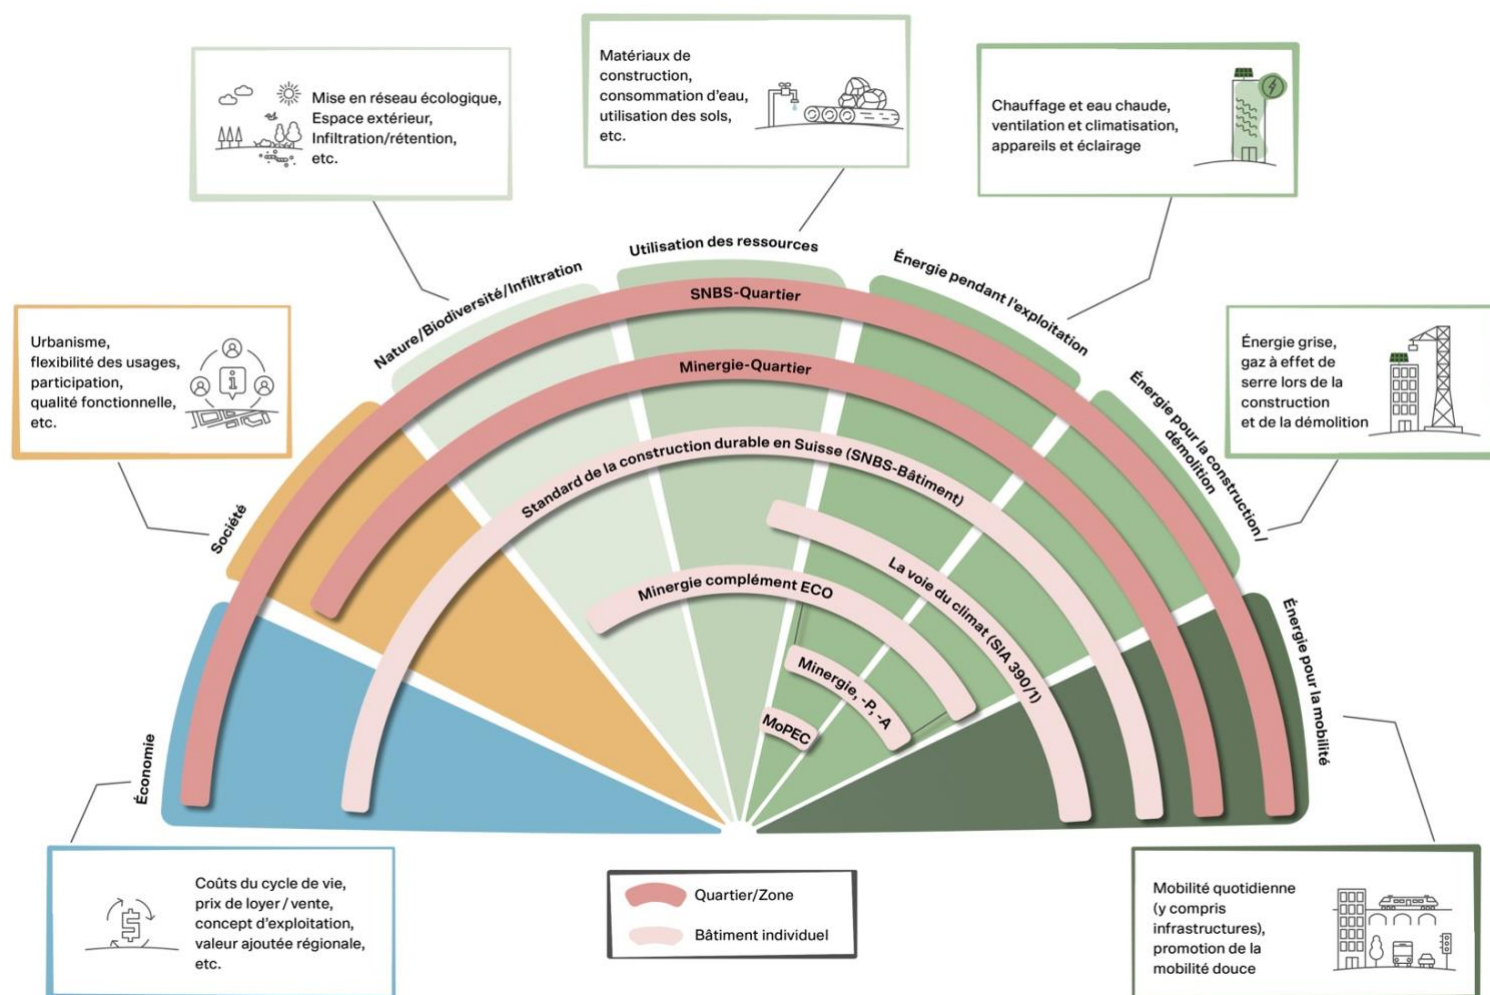 Matériaux de
construction,
consommation d'eau,
utilisation des sols,
etc.
Mise en réseau écologique,
Espace extérieur,
Infiltration/rétention,
etc.
Chauffage et eau chaude,
ventilation et climatisation,
appareils et éclairage
Utilisation des ressources
Nature/Biodiversité/Infiltration
Énergie pendant l'exploitation
SNBS-Quartier
Urbanisme,
flexibilité des usages,
participation,
qualité fonctionnelle,
etc.
Énergie grise,
gaz à effet de
serre lors de la
construction
et de la démolition
Minergie-Quartier
Énergie pour la construction /
démolition
Standard de la construction durable en Suisse (SNBS-Bâtiment)
Société
La voie du climat (SIA 390/1)
Minergie complément ECO
Énergie pour la mobilité
Minergie, -P, -A
MoPEC
Économie
Coûts du cycle de vie,
prix de loyer / vente,
concept d'exploitation,
valeur ajoutée régionale,
etc.
Quartier/Zone
Bâtiment individuel
Mobilité quotidienne
(y compris
infrastructures),
promotion de la
mobilité douce